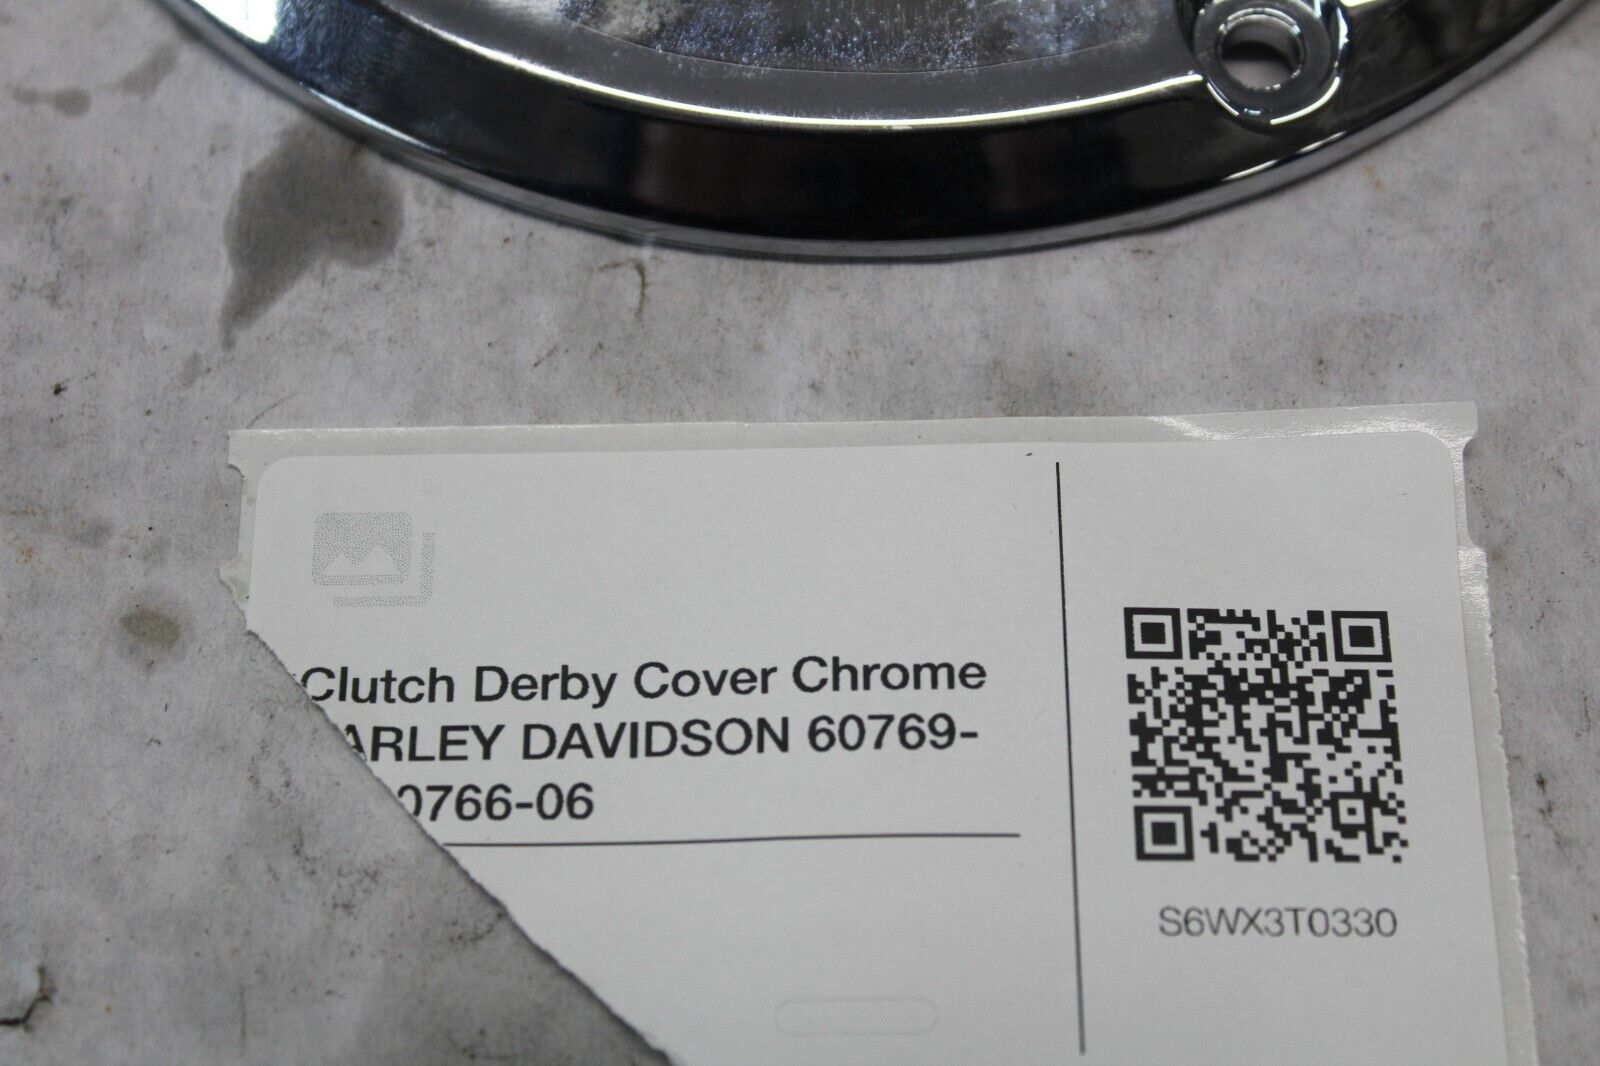 Clutch Derby Cover Chrome
ARLEY DAVIDSON 60769-
0766-06
S6WX3T0330